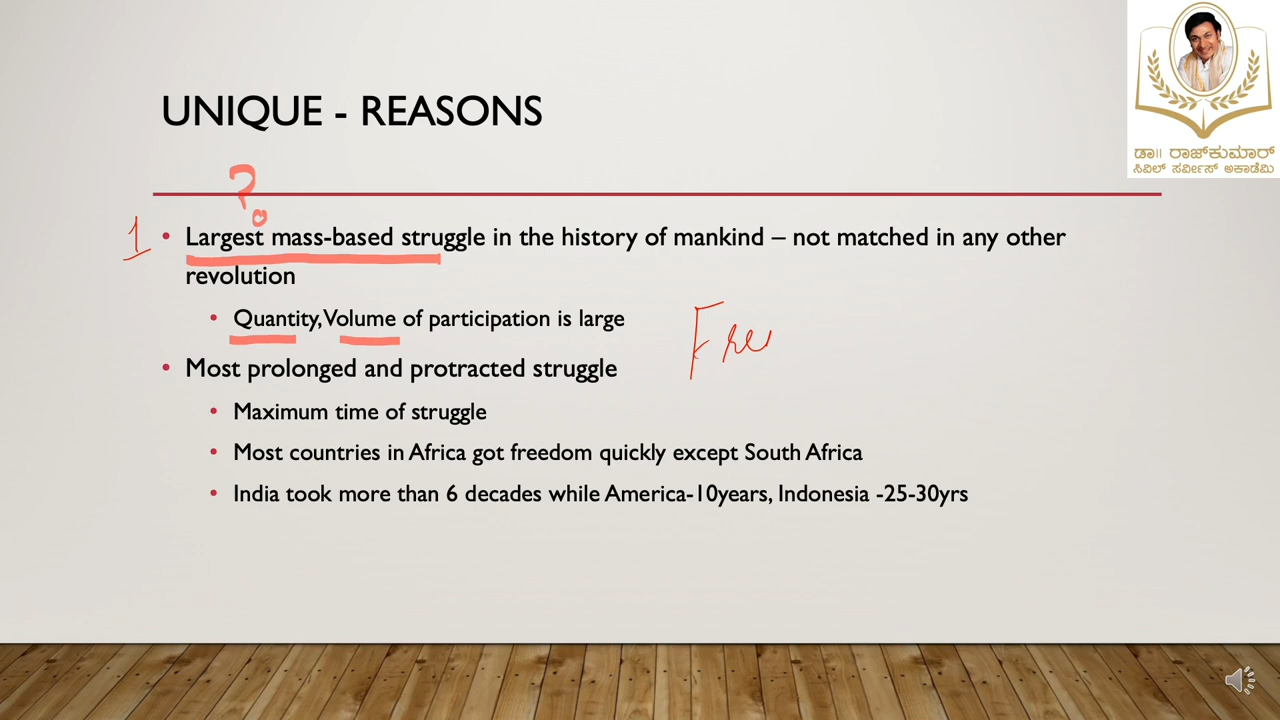 ಡಾ|| ರಾಜ್‌ಕುಮಾರ್
ಸಿವಿಲ್ ಸರ್ವೀಸ್ ಅಕಾಡೆಮಿ
UNIQUE - REASONS
?
1 • Largest mass-based struggle in the history of mankind – not matched in any other
revolution
• Quantity, Volume of participation is large
Fre
• Most prolonged and protracted struggle
• Maximum time of struggle
• Most countries in Africa got freedom quickly except South Africa
• India took more than 6 decades while America-10years, Indonesia -25-30yrs